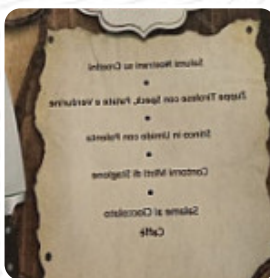 Salumi Nostrani su Crostini
Zuppa Tirolese con Speck, Patate e Verdurine
Stinco in Umido con Polenta
Contorni Misti di Stagione
Salame al Cioccolato
Caffè